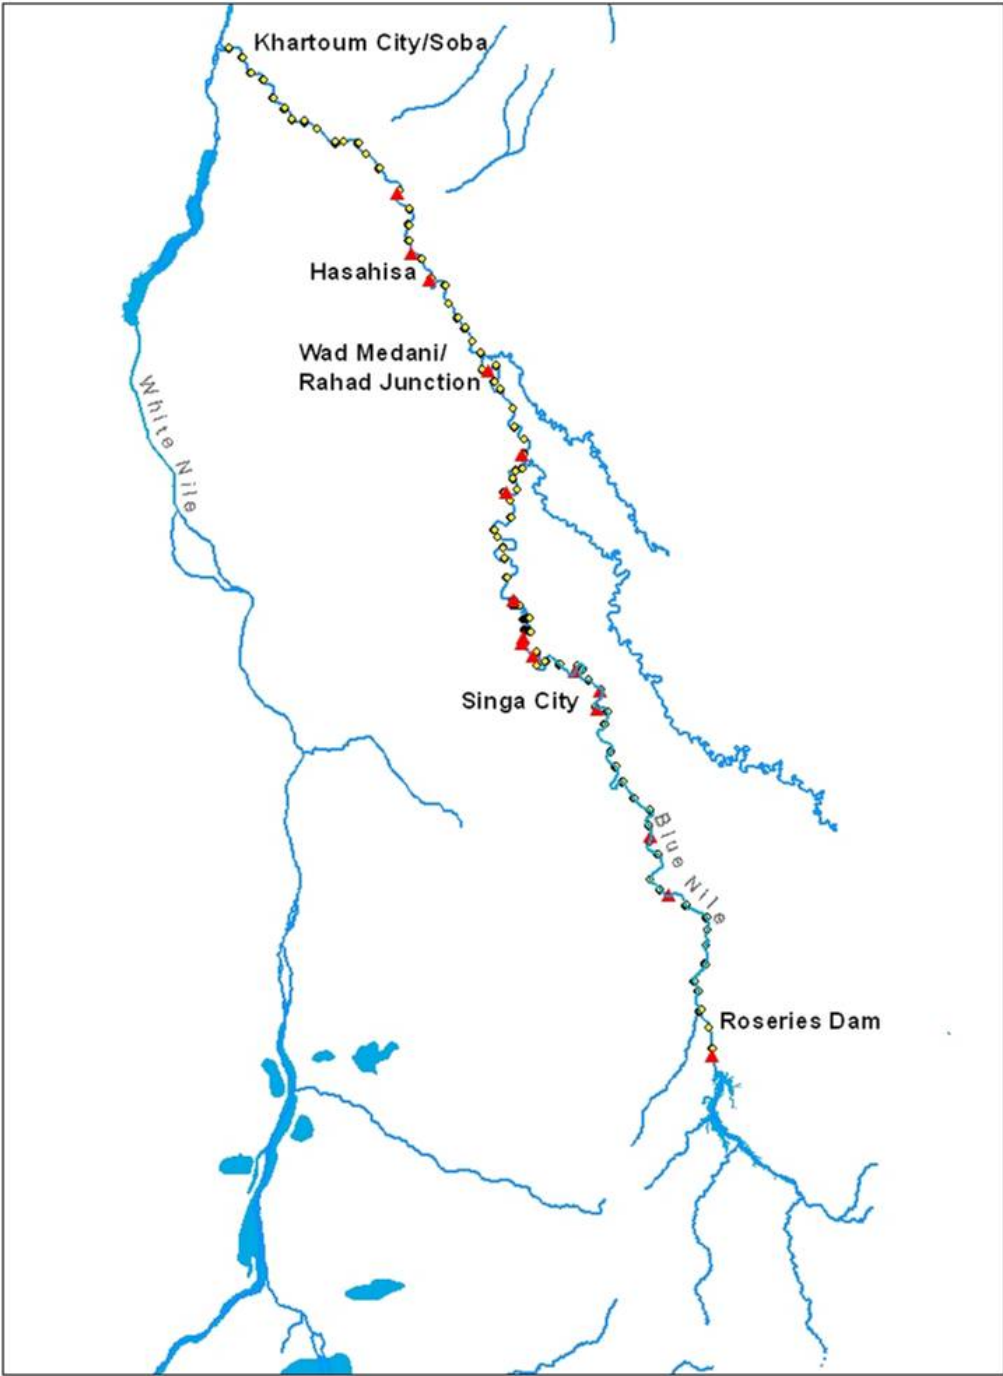 Khartoum City/Soba
Hasahisa
Wad Medani/
Rahad Junction
White Nile
Singa City
Blue Nile
Roseries Dam